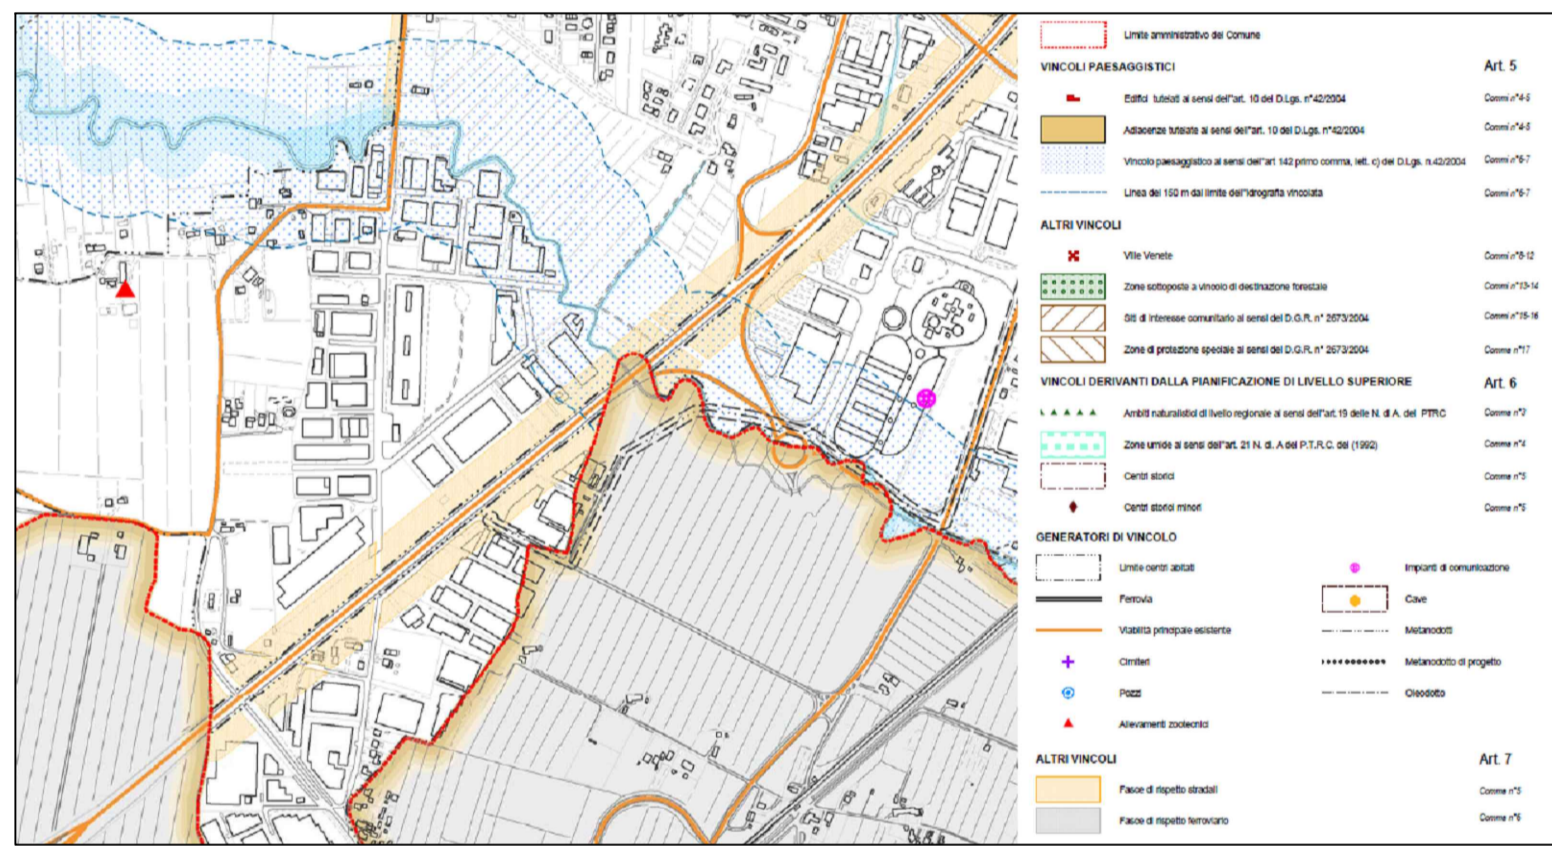 Limite amministrativo del Comune
VINCOLI PAESAGGISTICI Art. 5
Edifici tutelati ai sensi dell"art. 10 del D.Lgs. n°42/2004 Commi n°4-5
Adiacenze tutelate ai sensi dell"art. 10 del D.Lgs. n°42/2004 Commi n°4-5
Vincolo paesaggistico ai sensi dell"art 142 primo comma, lett. c) del D.Lgs. n.42/2004 Commi n°6-7
Linea dei 150 m dal limite dell"idrografia vincolata Commi n°6-7
ALTRI VINCOLI
Ville Venete Commi n°8-12
Zone sottoposte a vincolo di destinazione forestale Commi n°13-14
Siti di interesse comunitario ai sensi del D.G.R. n° 2673/2004 Commi n°15-16
Zone di protezione speciale ai sensi del D.G.R. n° 2673/2004 Comma n°17
VINCOLI DERIVANTI DALLA PIANIFICAZIONE DI LIVELLO SUPERIORE Art. 6
Ambiti naturalistici di livello regionale ai sensi dell"art.19 delle N. di A. del PTRC Comma n°3
Zone umide ai sensi dell"art. 21 N. di. A del P.T.R.C. del (1992) Comma n°4
Centri storici Comma n°5
Centri storici minori Comma n°5
GENERATORI DI VINCOLO
Limite centri abitati Impianti di comunicazione
Ferrovia Cave
Viabilità principale esistente Metanodotti
Cimiteri Metanodotto di progetto
Pozzi Oleodotto
Allevamenti zootecnici
ALTRI VINCOLI Art. 7
Fasce di rispetto stradali Comma n°5
Fasce di rispetto ferroviario Comma n°6